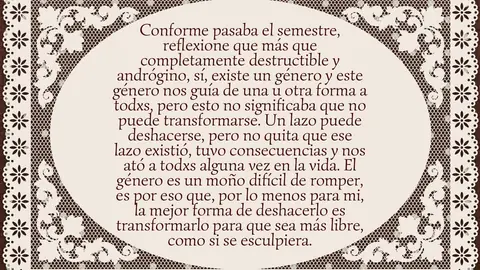 Conforme pasaba el semestre,
reflexione que más que
completamente destructible y
andrógino, sí, existe un género y este
género nos guía de una u otra forma a
todxs, pero esto no significaba que no
puede transformarse. Un lazo puede
deshacerse, pero no quita que ese
lazo existió, tuvo consecuencias y nos
ató a todxs alguna vez en la vida. El
género es un moño difícil de romper,
es por eso que, por lo menos para mi,
la mejor forma de deshacerlo es
transformarlo para que sea más libre,
como si se esculpiera.